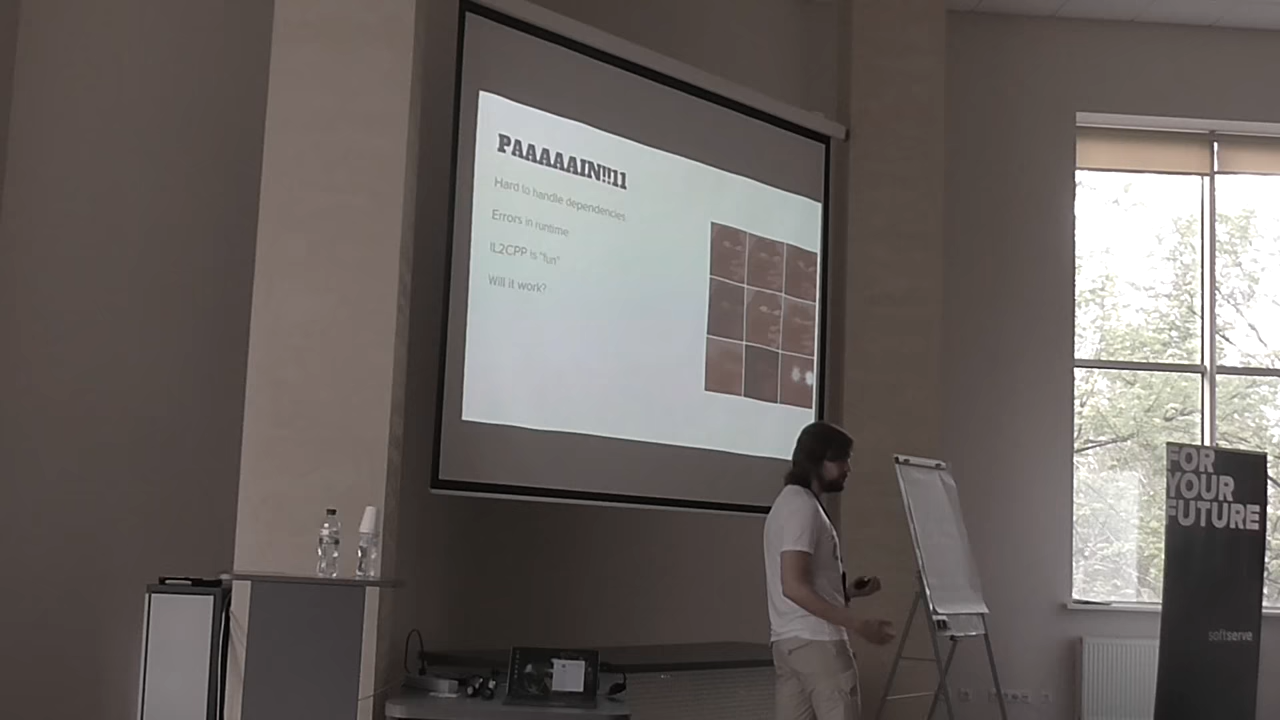 PAAAAAIN!!11
Hard to handle dependencies
Errors in runtime
IL2CPP is "fun"
Will it work?
FOR
YOUR
FUTURE
softserve